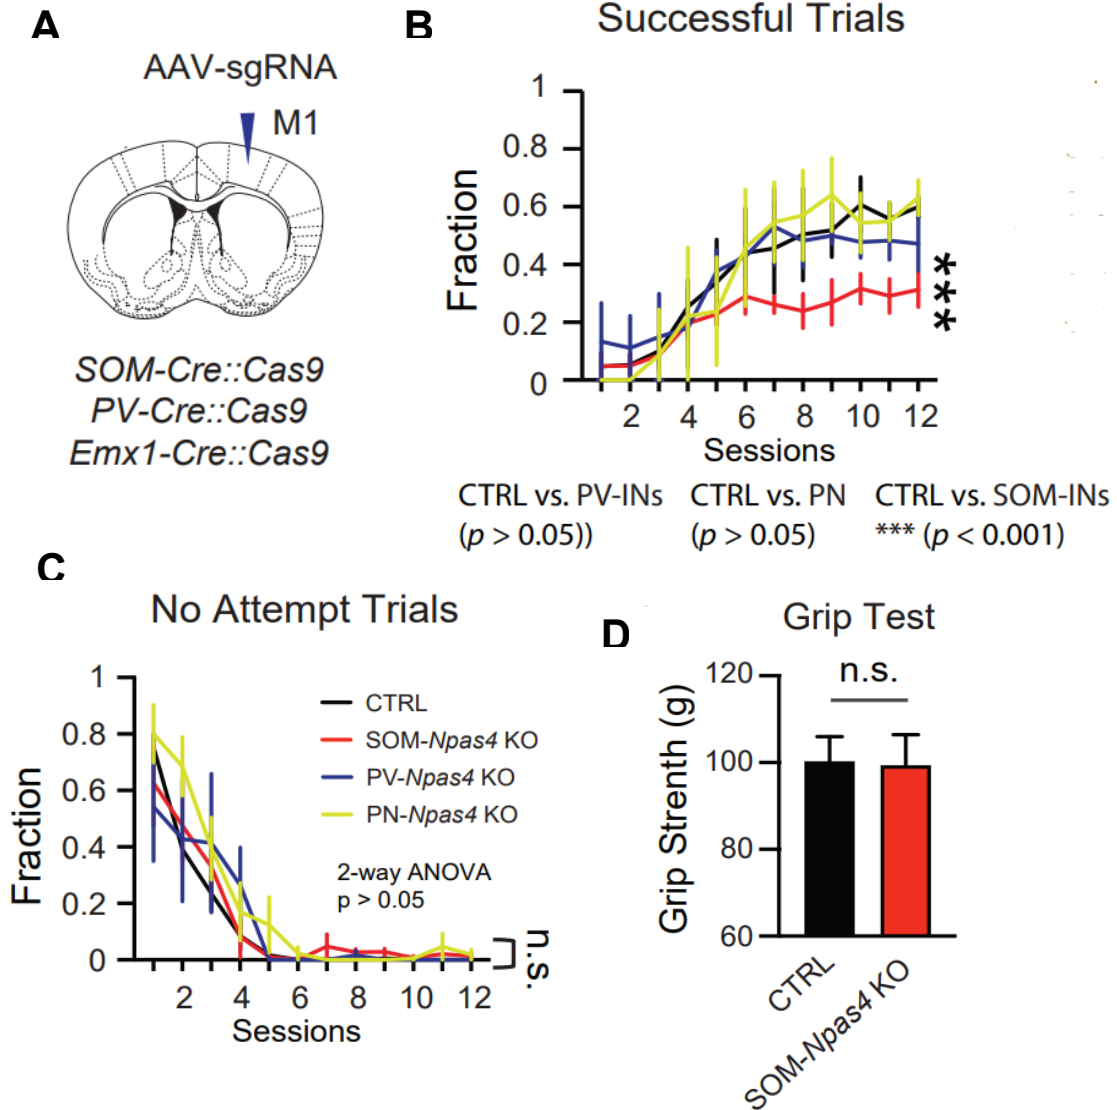 A
AAV-sgRNA
M1
SOM-Cre::Cas9
PV-Cre::Cas9
Emx1-Cre::Cas9
B
Successful Trials
Fraction
1
0.8
0.6
0.4
0.2
0
2 4 6 8 10 12
Sessions
***
CTRL vs. PV-INs
(p > 0.05))
CTRL vs. PN
(p > 0.05)
CTRL vs. SOM-INs
*** (p < 0.001)
C
No Attempt Trials
Fraction
1
0.8
0.6
0.4
0.2
0
CTRL
SOM-Npas4 KO
PV-Npas4 KO
PN-Npas4 KO
2-way ANOVA
p > 0.05
n.s.
2 4 6 8 10 12
Sessions
D
Grip Test
Grip Strenth (g)
120
100
80
60
n.s.
CTRL
SOM-Npas4 KO